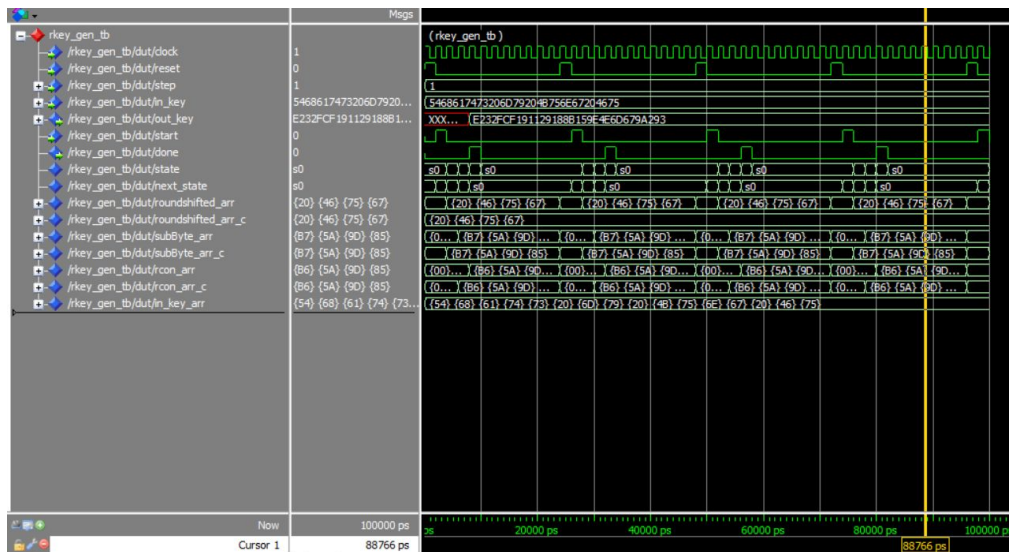 Msgs
rkey_gen_tb
( rkey_gen_tb )
/rkey_gen_tb/dut/clock 1
/rkey_gen_tb/dut/reset 0
/rkey_gen_tb/dut/step 1 1
/rkey_gen_tb/dut/in_key 5468617473206D7920... 5468617473206D79204B756E67204675
/rkey_gen_tb/dut/out_key E232FCF191129188B1... XXX... E232FCF191129188B159E4E6D679A293
/rkey_gen_tb/dut/start 0
/rkey_gen_tb/dut/done 0
/rkey_gen_tb/dut/state s0 s0 s0 s0 s0 s0
/rkey_gen_tb/dut/next_state s0 s0 s0 s0 s0
/rkey_gen_tb/dut/roundshifted_arr {20} {46} {75} {67} {20} {46} {75} {67} {20} {46} {75} {67} {20} {46} {75} {67} {20} {46} {75} {67}
/rkey_gen_tb/dut/roundshifted_arr_c {20} {46} {75} {67} {20} {46} {75} {67}
/rkey_gen_tb/dut/subByte_arr {B7} {5A} {9D} {85} {0... {B7} {5A} {9D} ... {0... {B7} {5A} {9D} ... {0... {B7} {5A} {9D} ... {0... {B7} {5A} {9D} ...
/rkey_gen_tb/dut/subByte_arr_c {B7} {5A} {9D} {85} {B7} {5A} {9D} {85} {B7} {5A} {9D} {85} {B7} {5A} {9D} {85} {B7} {5A} {9D} {85}
/rkey_gen_tb/dut/rcon_arr {B6} {5A} {9D} {85} {00}... {B6} {5A} {9D... {00}... {B6} {5A} {9D... {00}... {B6} {5A} {9D... {00}... {B6} {5A} {9D...
/rkey_gen_tb/dut/rcon_arr_c {B6} {5A} {9D} {85} {0... {B6} {5A} {9D} ... {0... {B6} {5A} {9D} ... {0... {B6} {5A} {9D} ... {0... {B6} {5A} {9D} ...
/rkey_gen_tb/dut/in_key_arr {54} {68} {61} {74} {73... {54} {68} {61} {74} {73} {20} {6D} {79} {20} {4B} {75} {6E} {67} {20} {46} {75}
Now 100000 ps ps 20000 ps 40000 ps 60000 ps 80000 ps 100000 p
Cursor 1 88766 ps 88766 ps